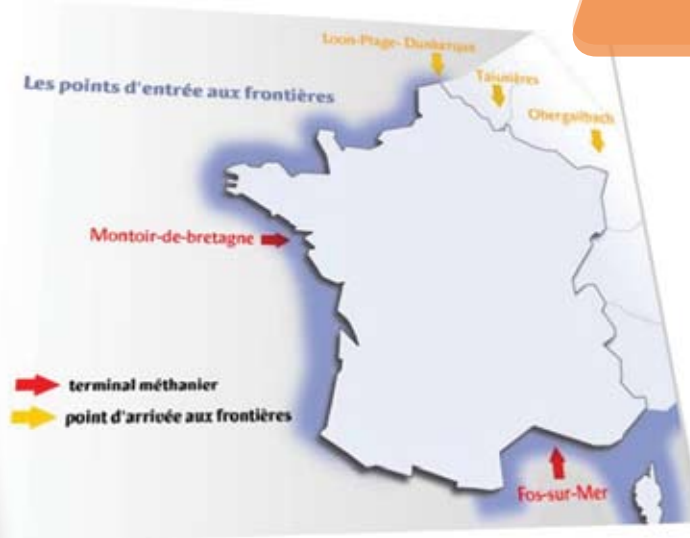 Loon-Plage- Dunkerque
Les points d'entrée aux frontières
Taisnières
Obergailbach
Montoir-de-bretagne
terminal méthanier
point d'arrivée aux frontières
Fos-sur-Mer